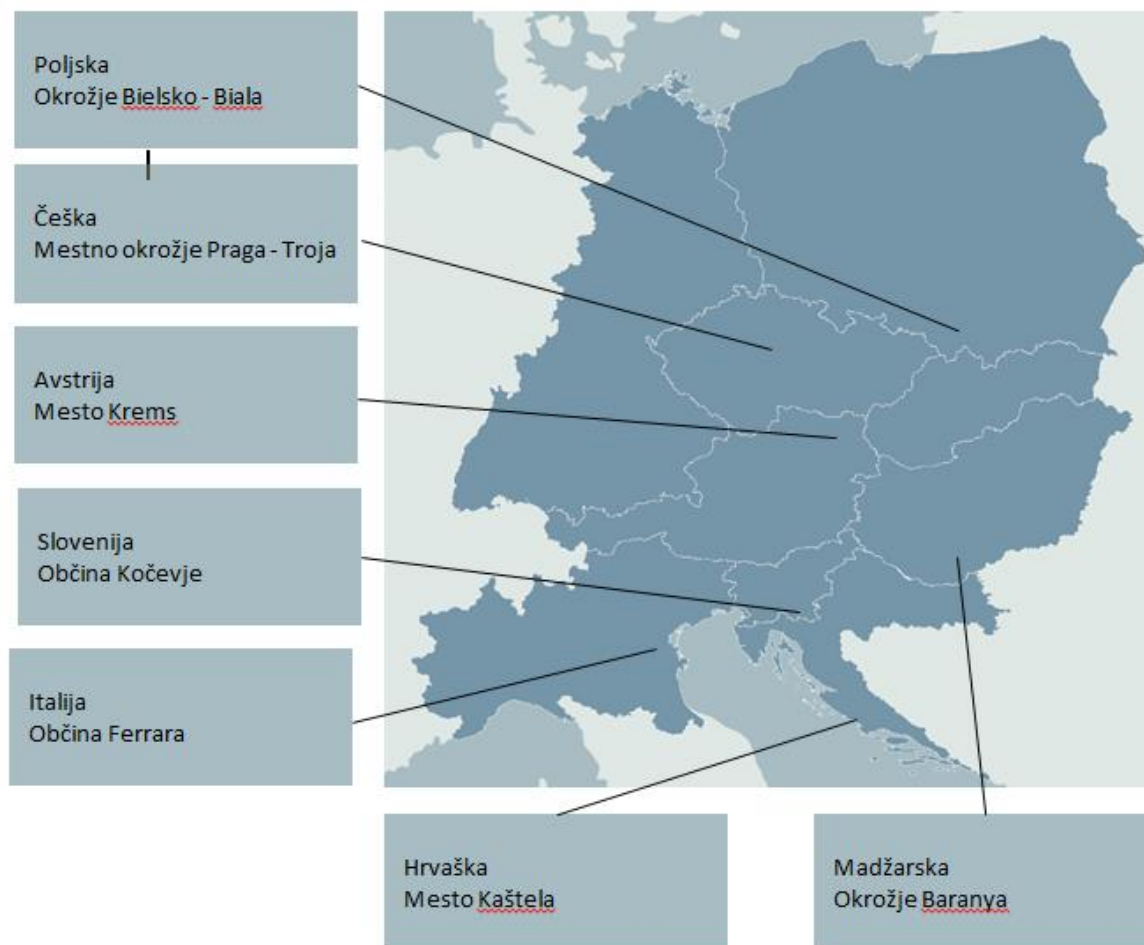 Poljska
Okrožje Bielsko - Biala
Češka
Mestno okrožje Praga - Troja
Avstrija
Mesto Krems
Slovenija
Občina Kočevje
Italija
Občina Ferrara
Hrvaška
Mesto Kaštela
Madžarska
Okrožje Baranya